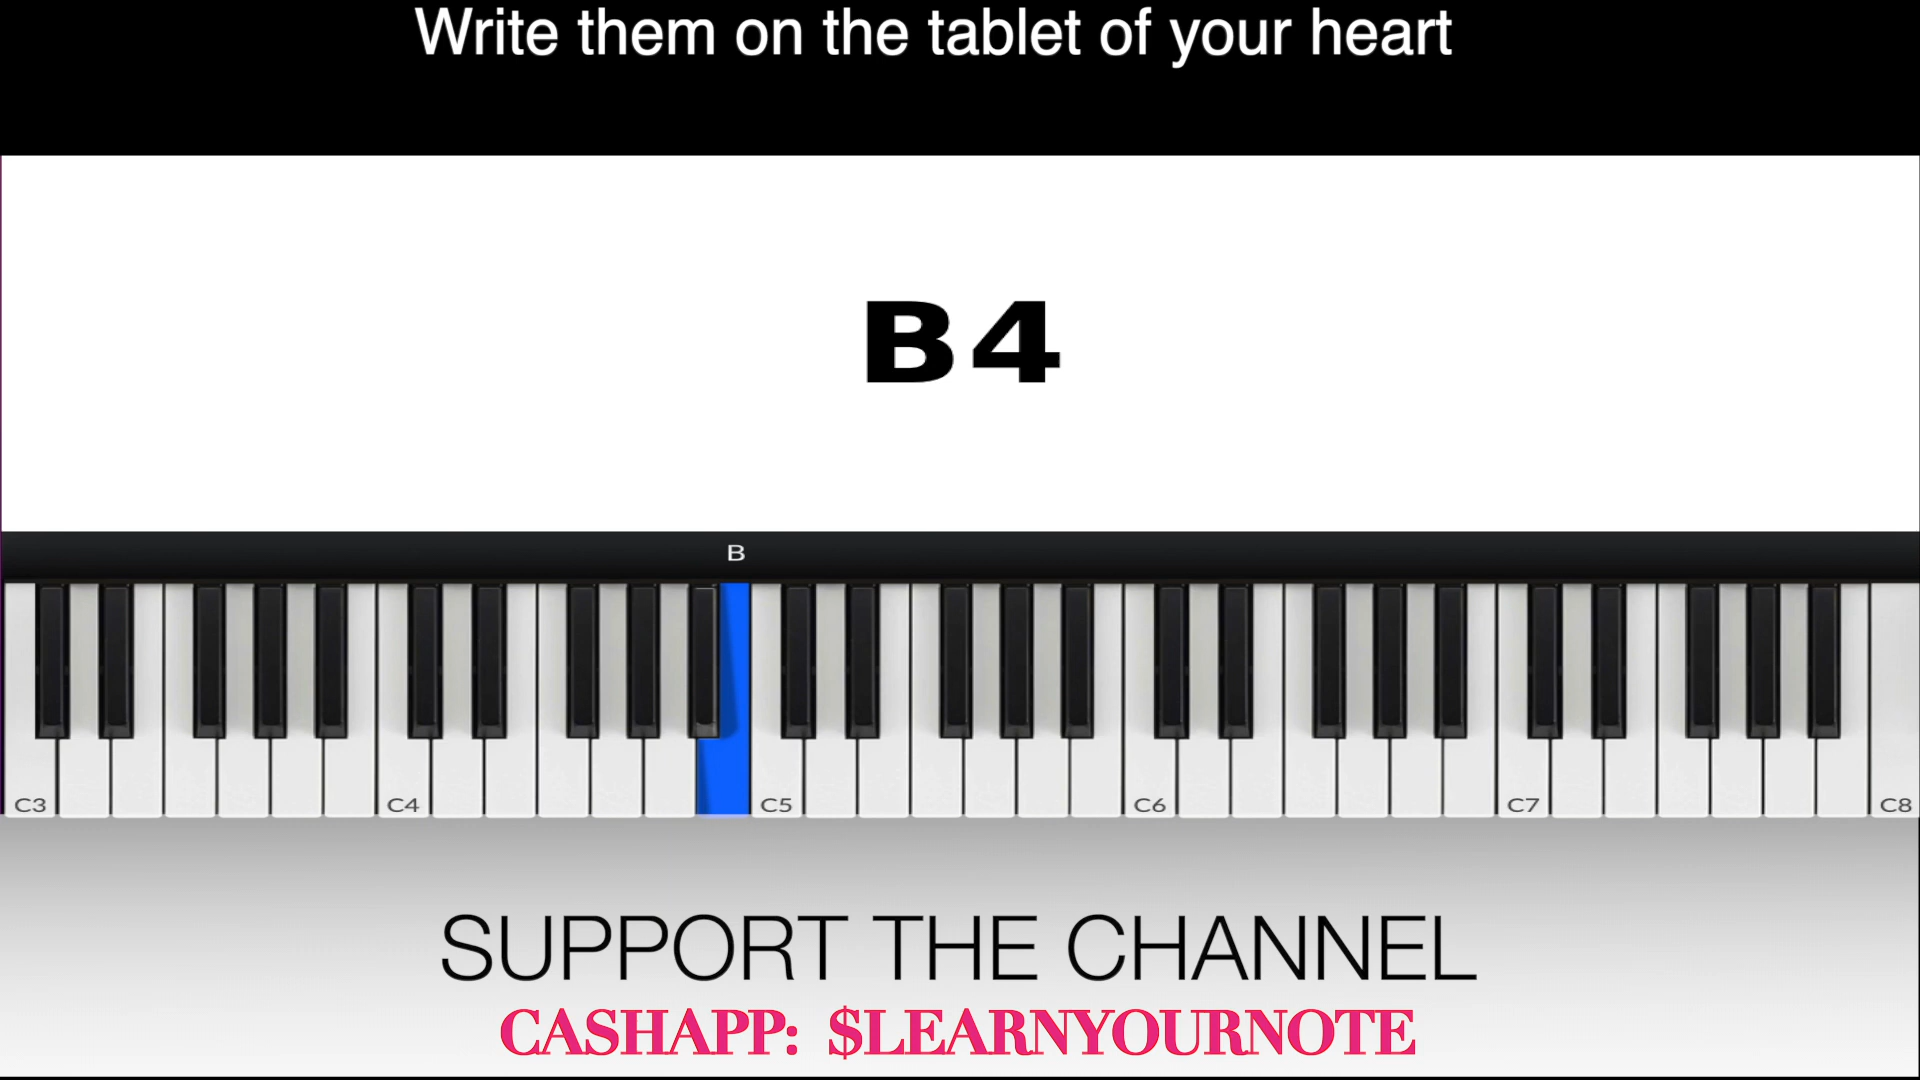 Write them on the tablet of your heart
B4
B
C3 C4 C5 C6 C7 C8
SUPPORT THE CHANNEL
CASHAPP: $LEARNYOURNOTE